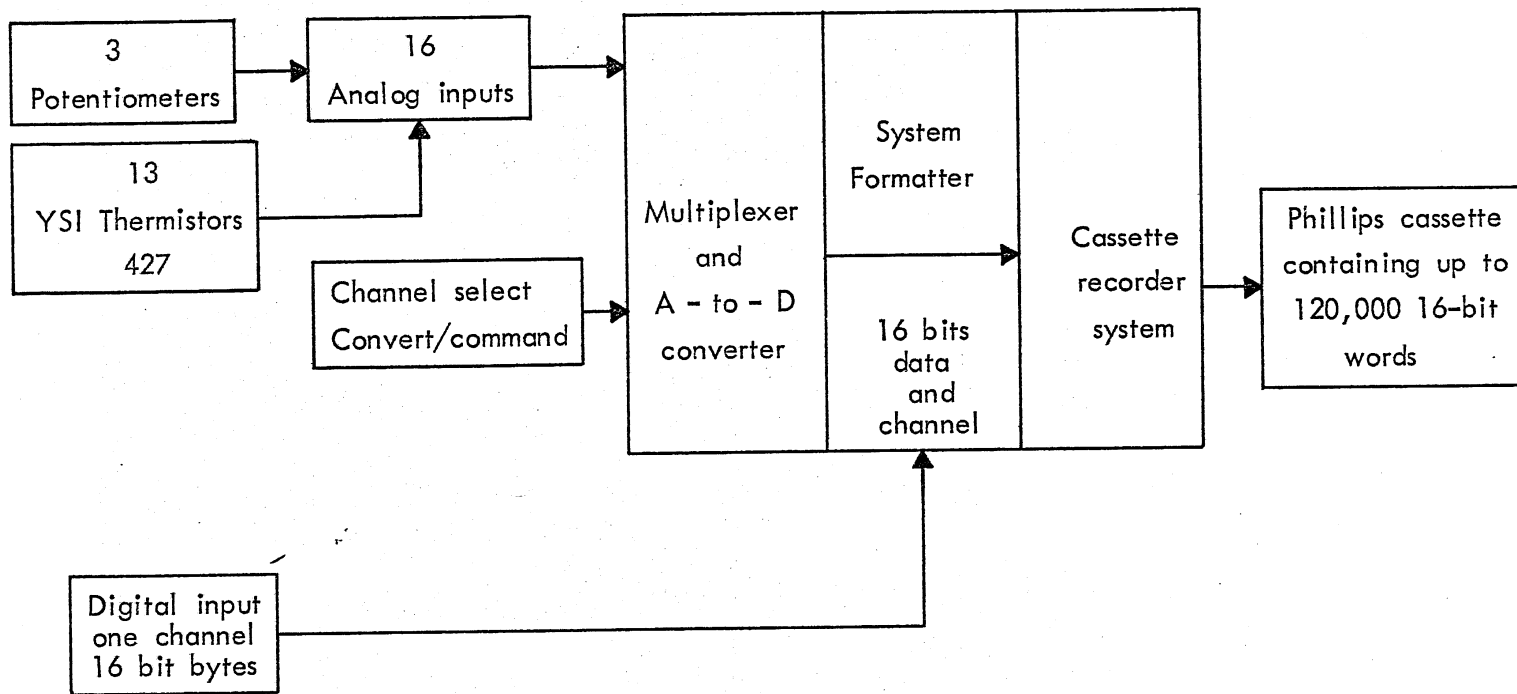 3
Potentiometers
16
Analog inputs
13
YSI Thermistors
427
Channel select
Convert/command
Multiplexer
and
A - to - D
converter
System
Formatter
16 bits
data
and
channel
Cassette
recorder
system
Phillips cassette
containing up to
120,000 16-bit
words
Digital input
one channel
16 bit bytes